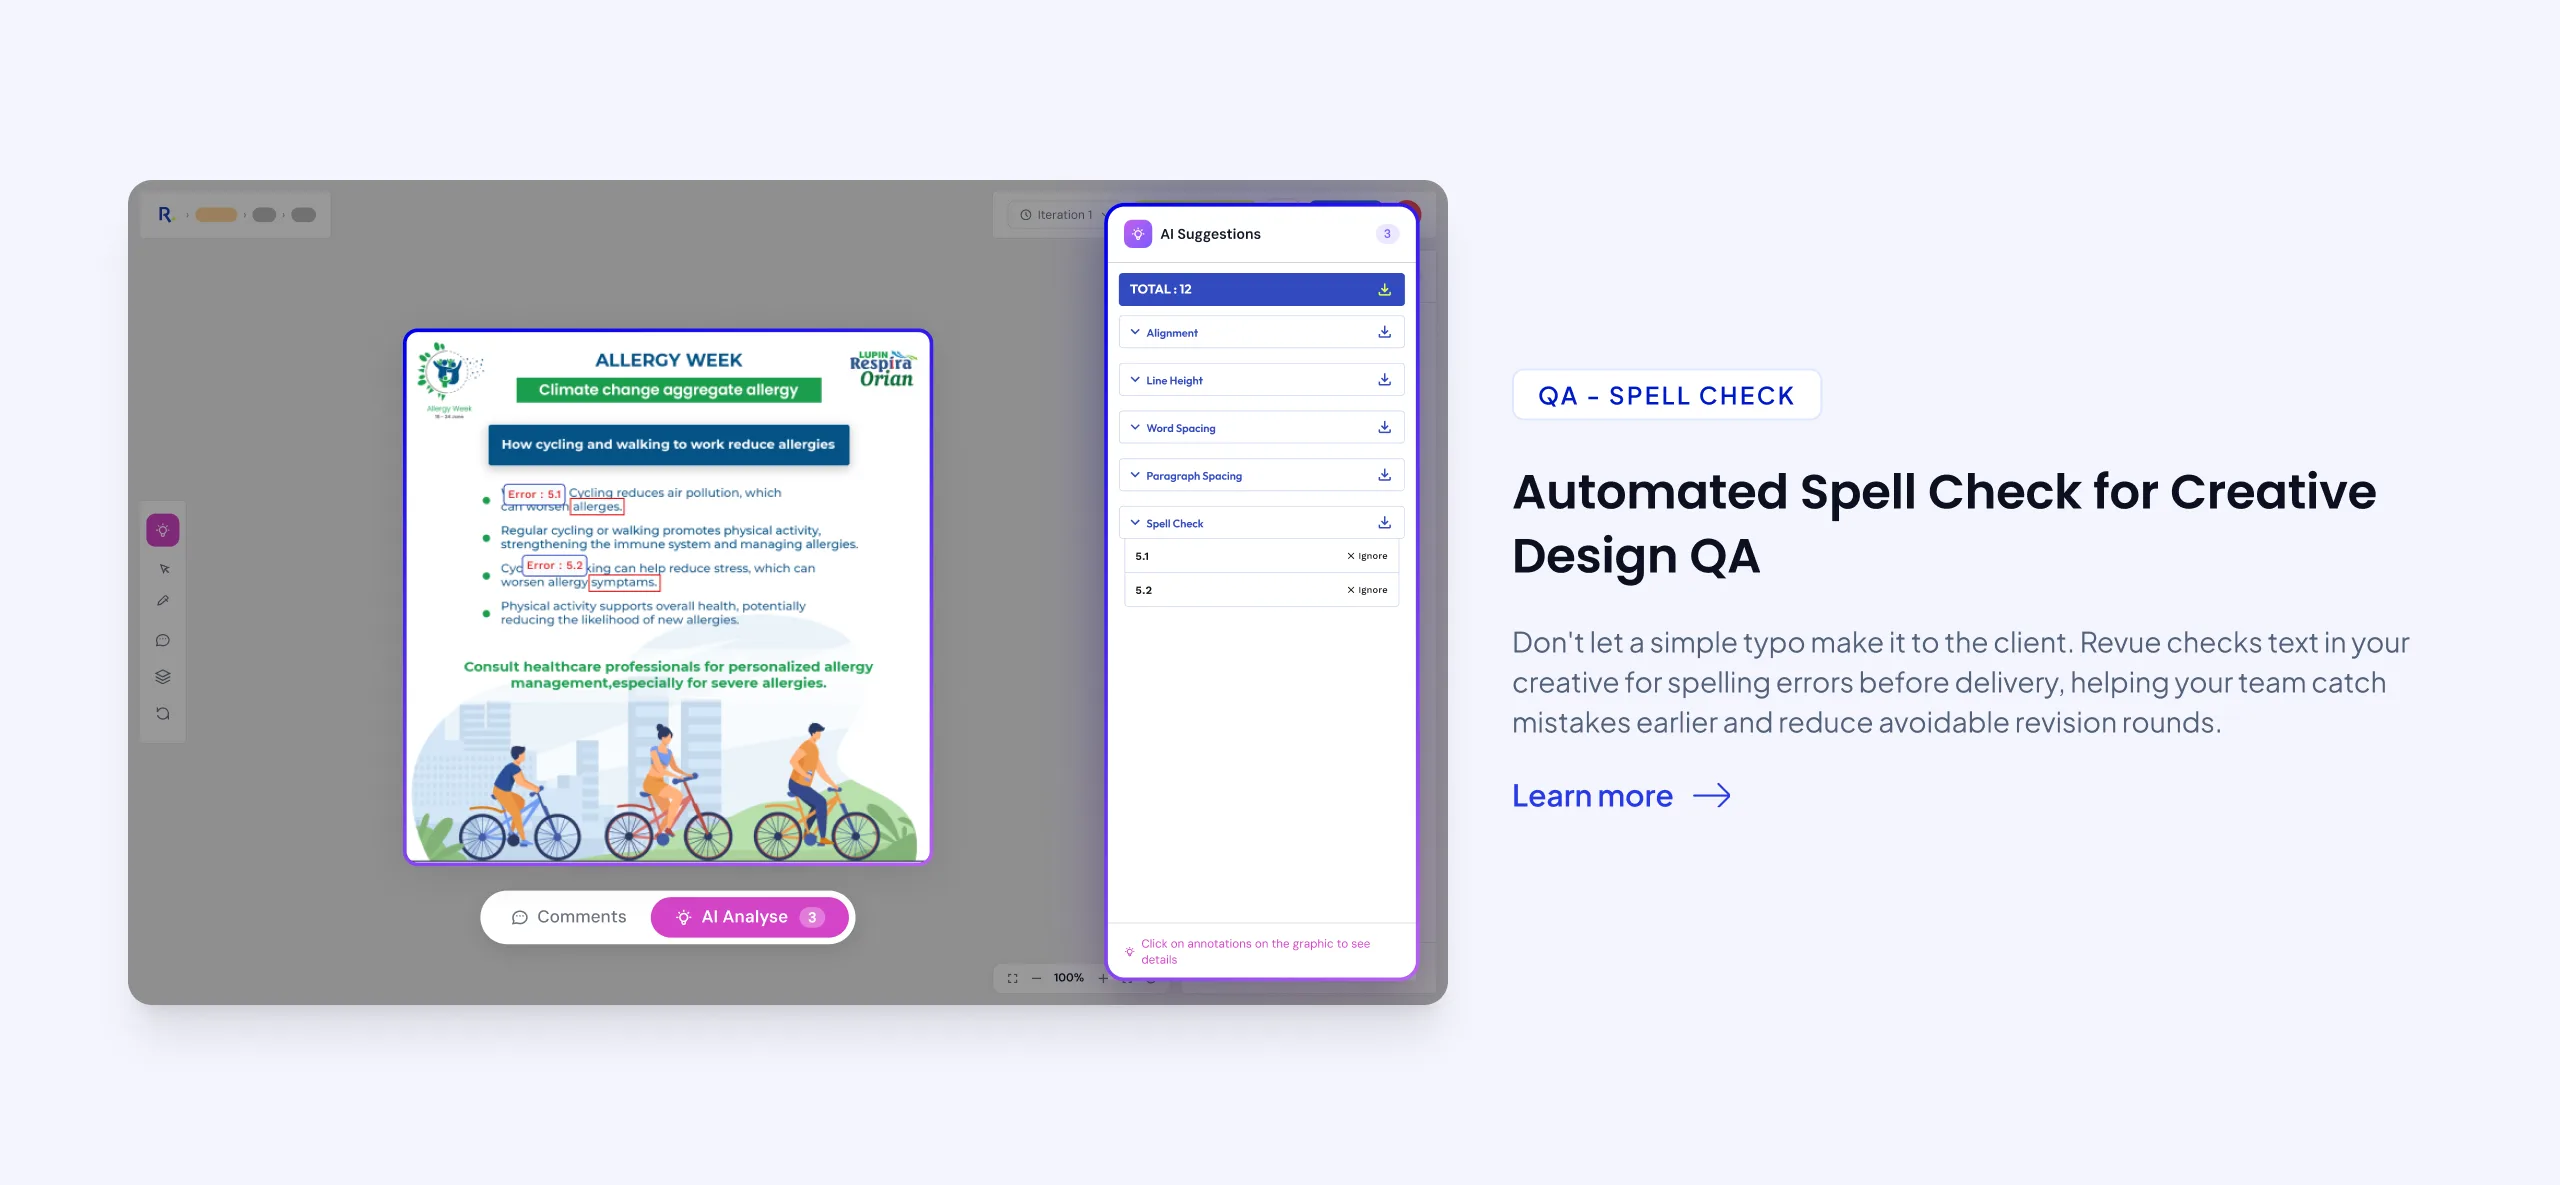 R.
Iteration 1
ALLERGY WEEK
Climate change aggregate allergy
Allergy Week
LUPIN
Respira
Orian
How cycling and walking to work reduce allergies
Error : 5.1 Cycling reduces air pollution, which
can worsen allerges.
Regular cycling or walking promotes physical activity,
strengthening the immune system and managing allergies.
Error : 5.2 can help reduce stress, which can
worsen allergy symptams.
Physical activity supports overall health, potentially
reducing the likelihood of new allergies.
Consult healthcare professionals for personalized allergy
management,especially for severe allergies.
Comments
AI Analyse 3
100%
AI Suggestions 3
TOTAL : 12
Alignment
Line Height
Word Spacing
Paragraph Spacing
Spell Check
5.1 Ignore
5.2 Ignore
Click on annotations on the graphic to see
details
QA - SPELL CHECK
Automated Spell Check for Creative
Design QA
Don't let a simple typo make it to the client. Revue checks text in your
creative for spelling errors before delivery, helping your team catch
mistakes earlier and reduce avoidable revision rounds.
Learn more